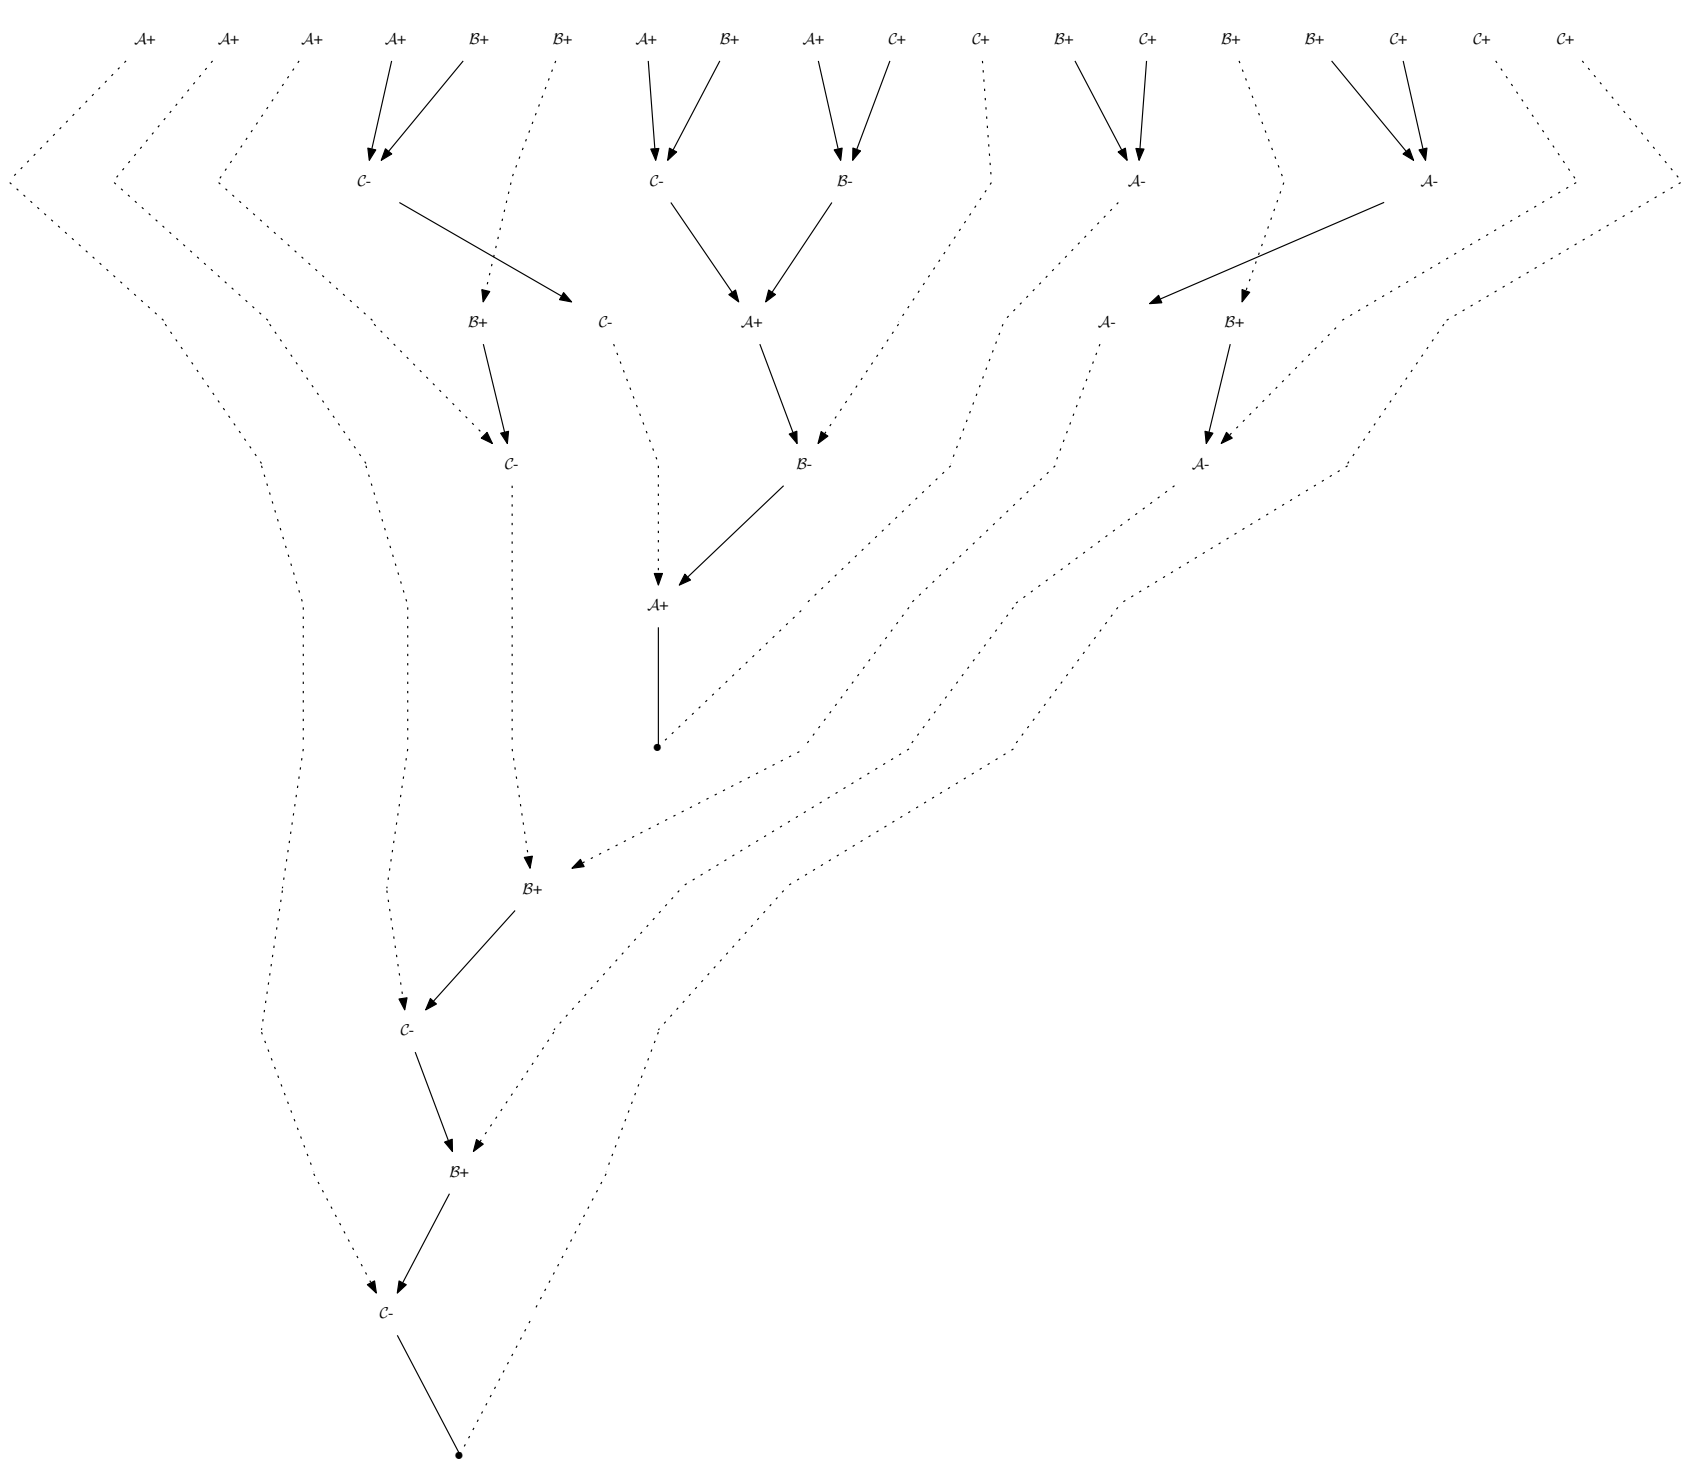 𝒜+ 𝒜+ 𝒜+ 𝒜+ ℬ+ ℬ+ 𝒜+ ℬ+ 𝒜+ 𝒞+ 𝒞+ ℬ+ 𝒞+ ℬ+ ℬ+ 𝒞+ 𝒞+ 𝒞+
𝒞- 𝒞- ℬ- 𝒜- 𝒜-
ℬ+ 𝒞- 𝒜+ 𝒜- ℬ+
𝒞- ℬ- 𝒜-
𝒜+
ℬ+
𝒞-
ℬ+
𝒞-